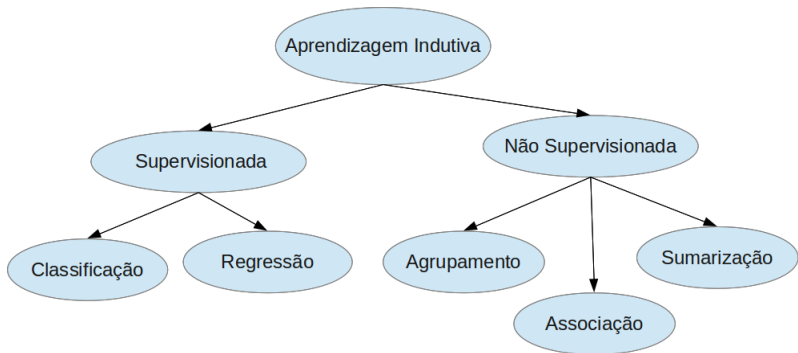 Aprendizagem Indutiva
Supervisionada
Não Supervisionada
Classificação
Regressão
Agrupamento
Sumarização
Associação